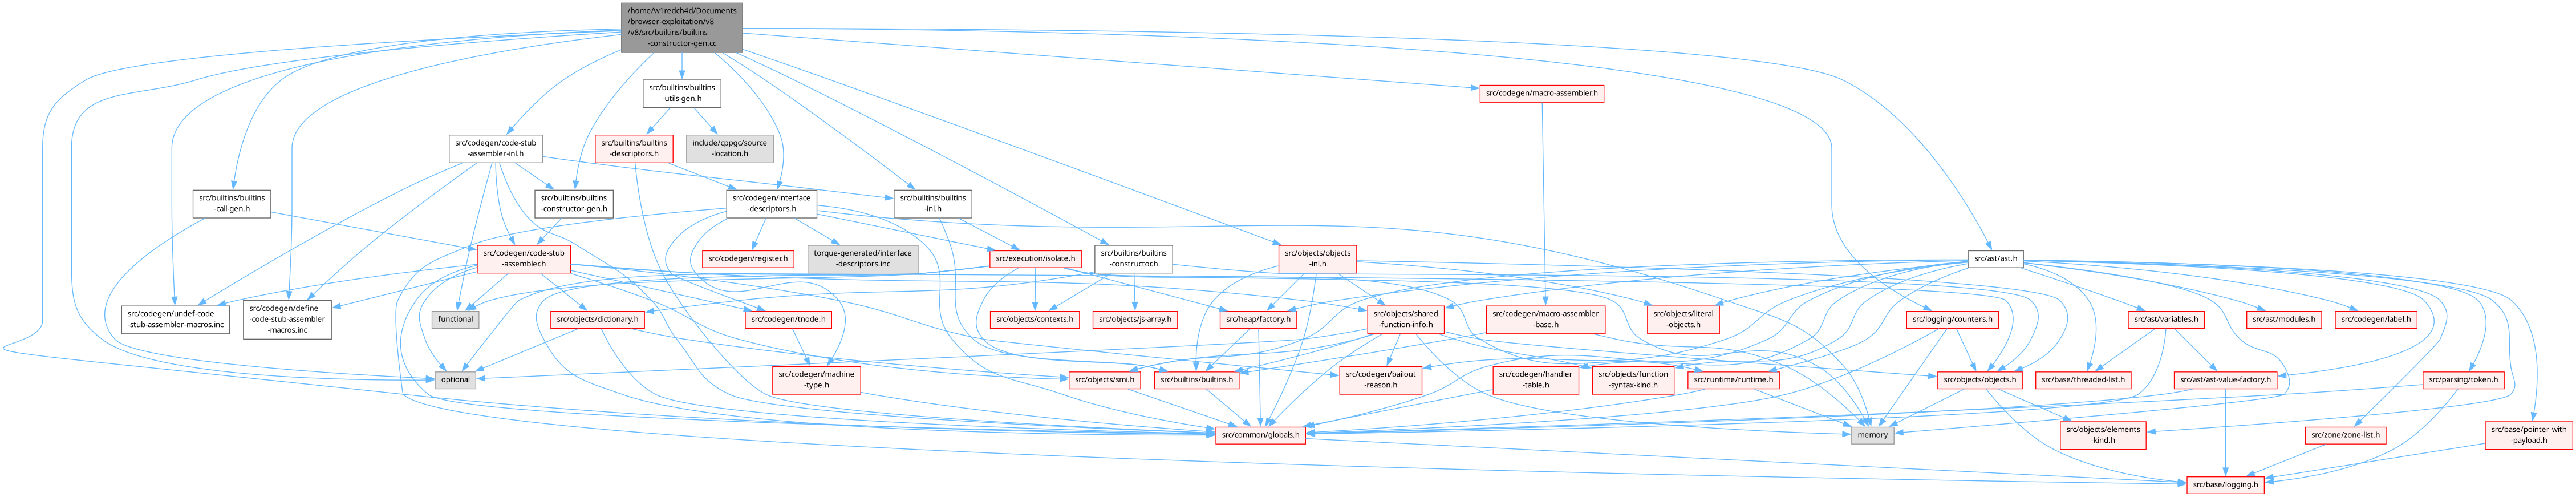 /home/w1redch4d/Documents
/browser-exploitation/v8
/v8/src/builtins/builtins
-constructor-gen.cc
src/builtins/builtins
-utils-gen.h
src/codegen/macro-assembler.h
src/codegen/code-stub
-assembler-inl.h
src/builtins/builtins
-descriptors.h
include/cppgc/source
-location.h
src/builtins/builtins
-call-gen.h
src/builtins/builtins
-constructor-gen.h
src/codegen/interface
-descriptors.h
src/builtins/builtins
-inl.h
src/codegen/code-stub
-assembler.h
src/codegen/register.h
torque-generated/interface
-descriptors.inc
src/execution/isolate.h
src/builtins/builtins
-constructor.h
src/objects/objects
-inl.h
src/ast/ast.h
src/codegen/undef-code
-stub-assembler-macros.inc
src/codegen/define
-code-stub-assembler
-macros.inc
functional
src/objects/dictionary.h
src/codegen/tnode.h
src/objects/contexts.h
src/objects/js-array.h
src/heap/factory.h
src/objects/shared
-function-info.h
src/codegen/macro-assembler
-base.h
src/objects/literal
-objects.h
src/logging/counters.h
src/ast/variables.h
src/ast/modules.h
src/codegen/label.h
optional
src/codegen/machine
-type.h
src/objects/smi.h
src/builtins/builtins.h
src/codegen/bailout
-reason.h
src/codegen/handler
-table.h
src/objects/function
-syntax-kind.h
src/runtime/runtime.h
src/objects/objects.h
src/base/threaded-list.h
src/ast/ast-value-factory.h
src/parsing/token.h
src/common/globals.h
memory
src/objects/elements
-kind.h
src/zone/zone-list.h
src/base/pointer-with
-payload.h
src/base/logging.h